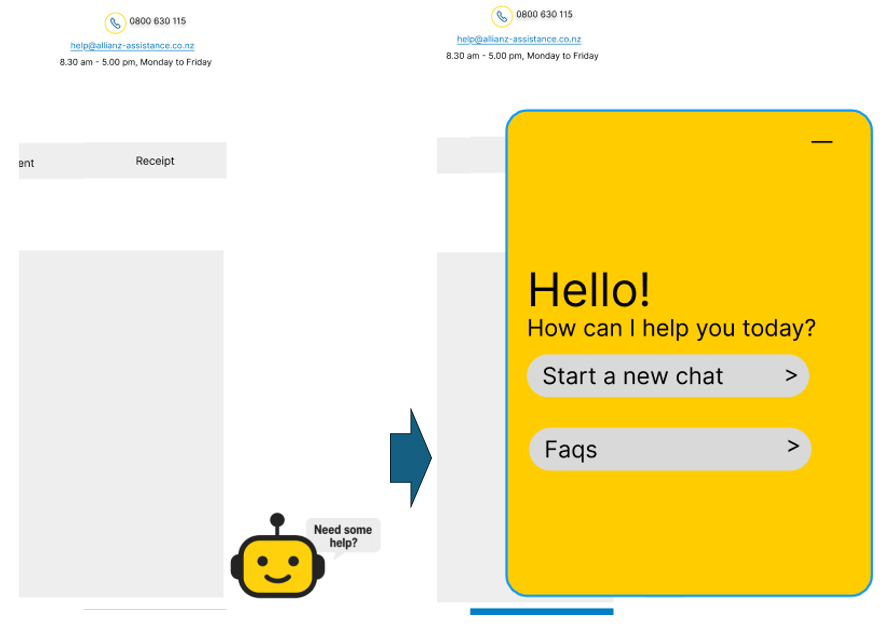 0800 630 115
help@allianz-assistance.co.nz
8.30 am - 5.00 pm, Monday to Friday
ent
Receipt
Need some
help?
0800 630 115
help@allianz-assistance.co.nz
8.30 am - 5.00 pm, Monday to Friday
Hello!
How can I help you today?
Start a new chat >
Faqs >